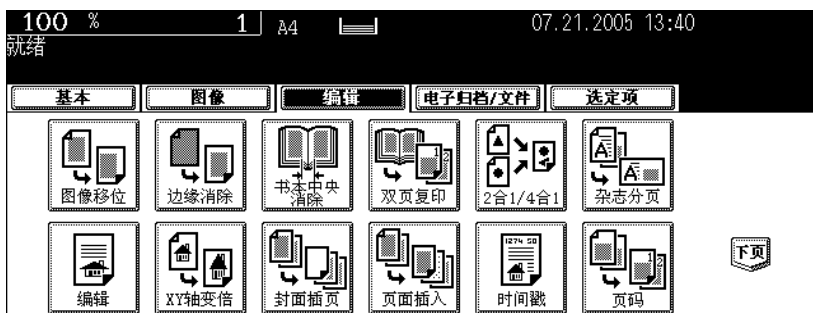 100 % 1 A4 07.21.2005 13:40
就绪
基本 图像 编辑 电子归档/文件 选定项
图像移位 边缘消除 书本中央消除 双页复印 2合1/4合1 杂志分页
下页
编辑 XY轴变倍 封面插页 页面插入 时间戳 页码